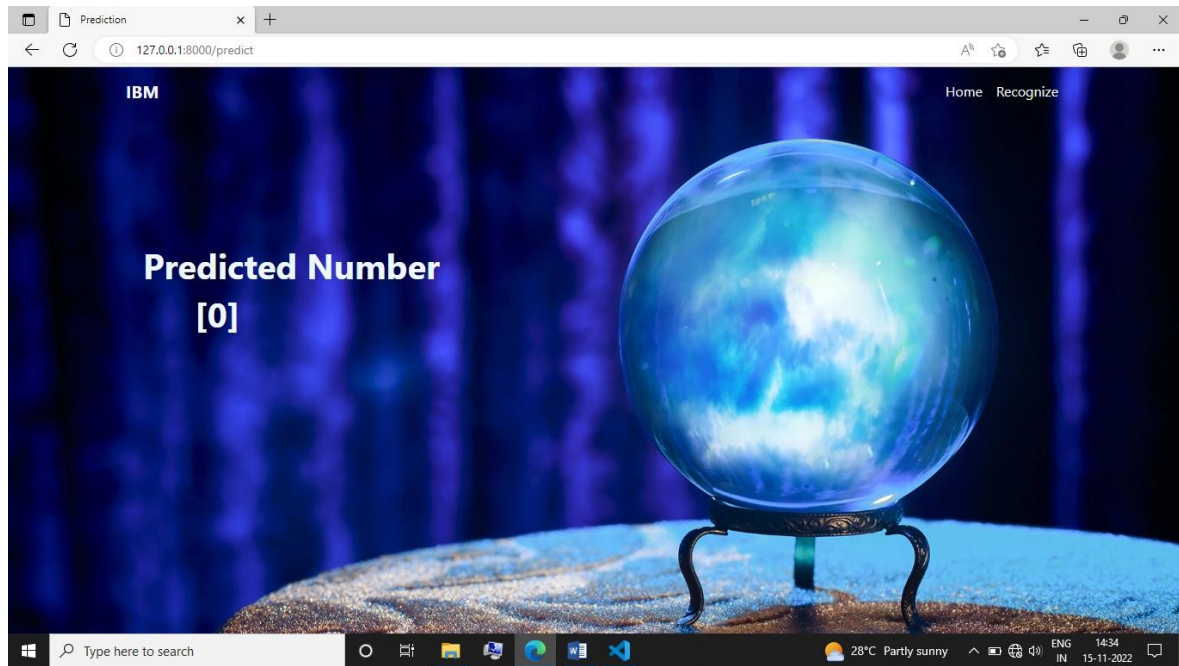 Prediction
127.0.0.1:8000/predict
IBM
Home Recognize
Predicted Number
[0]
Type here to search
28°C Partly sunny
ENG
IN
14:34
15-11-2022